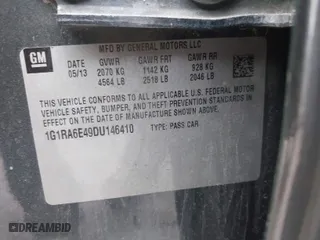 GM
MFD BY GENERAL MOTORS LLC
DATE GVWR GAWR FRT GAWR RR
05/13 2070 KG 1142 KG 928 KG
4564 LB 2518 LB 2046 LB
THIS VEHICLE CONFORMS TO ALL APPLICABLE U.S. FEDERAL MOTOR VEHICLE
SAFETY, BUMPER, AND THEFT PREVENTION STANDARDS IN
EFFECT ON THE DATE OF MANUFACTURE SHOWN ABOVE.
1G1RA6E49DU146410 TYPE: PASS CAR